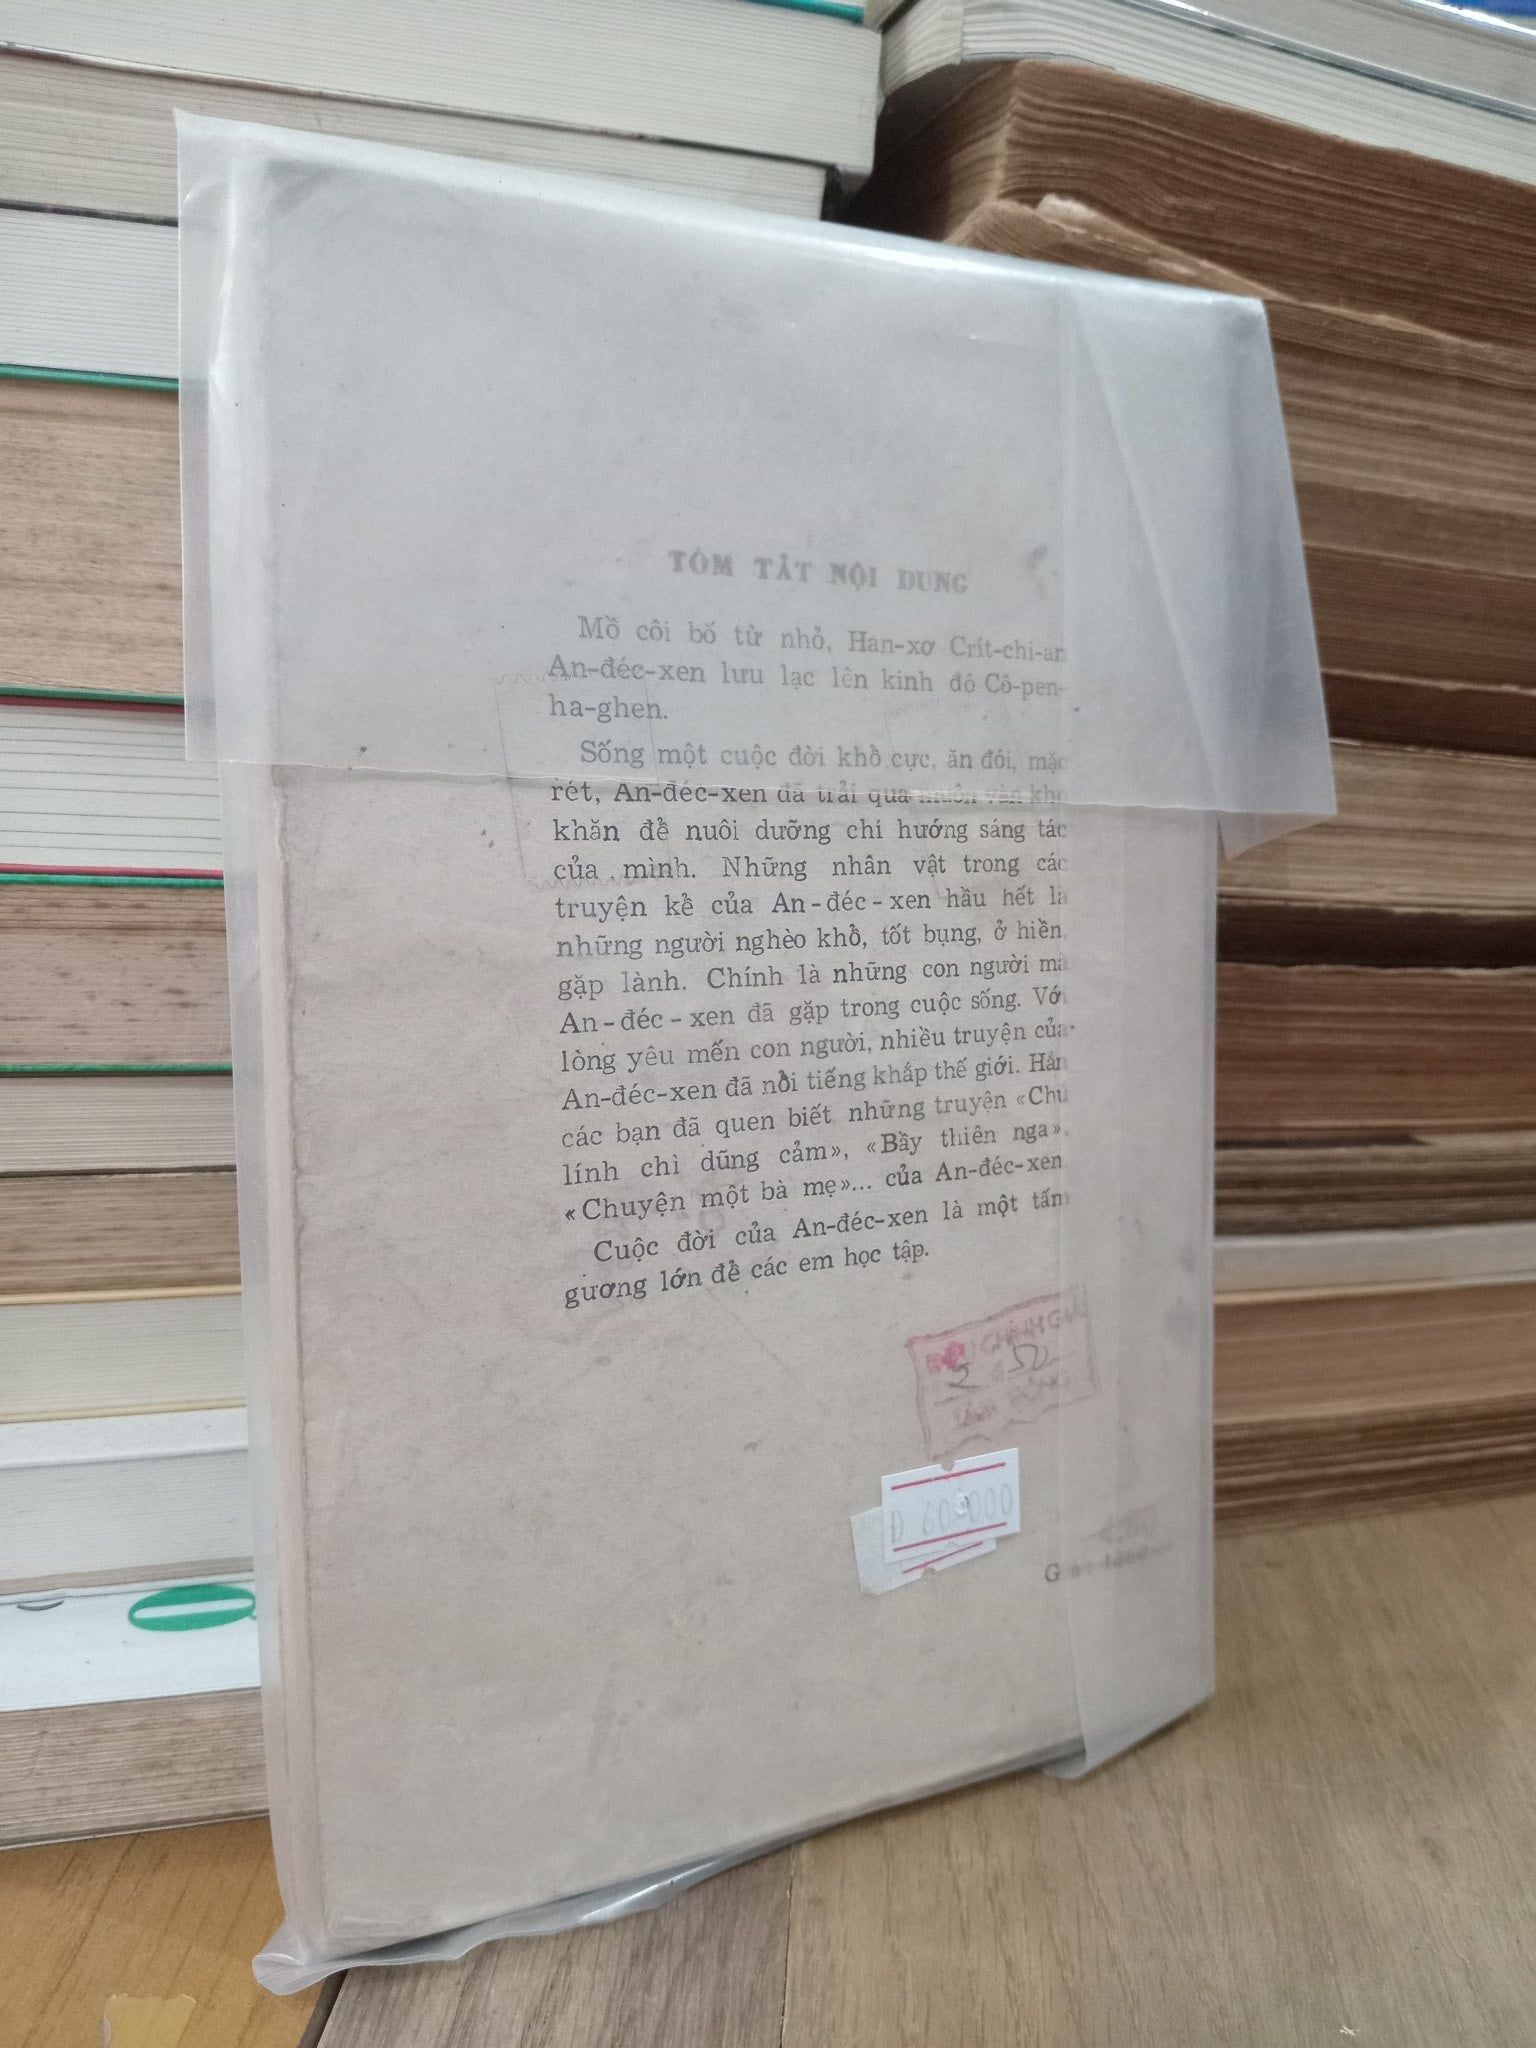 TÓM TẮT NỘI DUNG
Mồ côi bố từ nhỏ, Han-xơ Crít-chi-an
An-đéc-xen lưu lạc lên kinh đô Cô-pen-
ha-ghen.
Sống một cuộc đời khổ cực, ăn đói, mặc
rét, An-đéc-xen đã trải qua muôn vàn khó
khăn để nuôi dưỡng chí hướng sáng tác
của mình. Những nhân vật trong các
truyện kể của An-đéc-xen hầu hết là
những người nghèo khổ, tốt bụng, ở hiền
gặp lành. Chính là những con người mà
An-đéc-xen đã gặp trong cuộc sống. Với
lòng yêu mến con người, nhiều truyện của
An-đéc-xen đã nổi tiếng khắp thế giới. Hẳn
các bạn đã quen biết những truyện «Chú
lính chì dũng cảm», «Bầy thiên nga»,
«Chuyện một bà mẹ»... của An-đéc-xen
Cuộc đời của An-đéc-xen là một tấm
gương lớn để các em học tập.
CHỈNH GIÁ
Đ 60.000